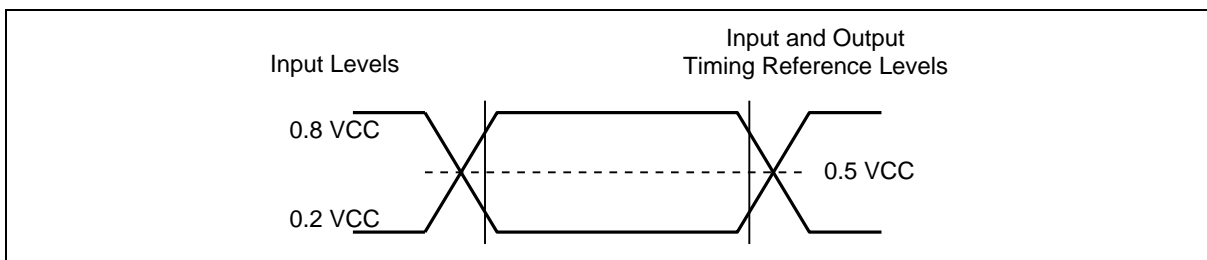 Input Levels
Input and Output
Timing Reference Levels
0.8 VCC
0.5 VCC
0.2 VCC